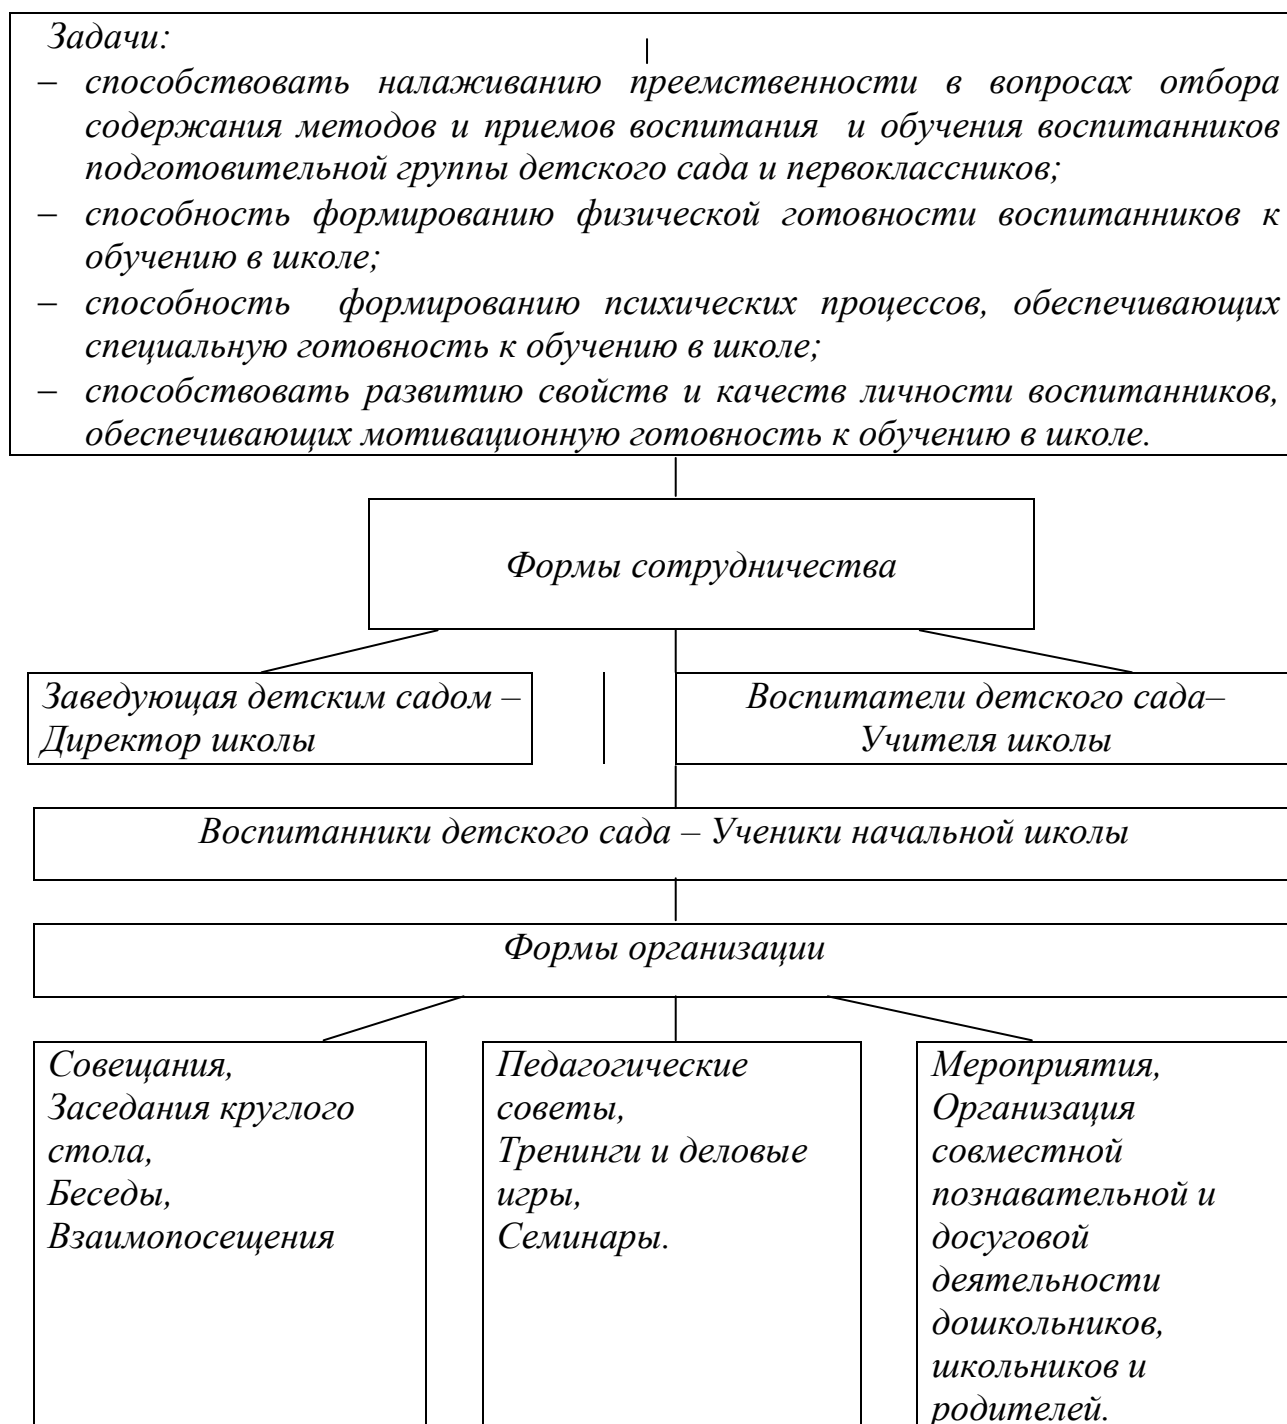 Задачи:
– способствовать налаживанию преемственности в вопросах отбора
содержания методов и приемов воспитания и обучения воспитанников
подготовительной группы детского сада и первоклассников;
– способность формированию физической готовности воспитанников к
обучению в школе;
– способность формированию психических процессов, обеспечивающих
специальную готовность к обучению в школе;
– способствовать развитию свойств и качеств личности воспитанников,
обеспечивающих мотивационную готовность к обучению в школе.
Формы сотрудничества
Заведующая детским садом –
Директор школы
Воспитатели детского сада–
Учителя школы
Воспитанники детского сада – Ученики начальной школы
Формы организации
Совещания,
Заседания круглого
стола,
Беседы,
Взаимопосещения
Педагогические
советы,
Тренинги и деловые
игры,
Семинары.
Мероприятия,
Организация
совместной
познавательной и
досуговой
деятельности
дошкольников,
школьников и
родителей.